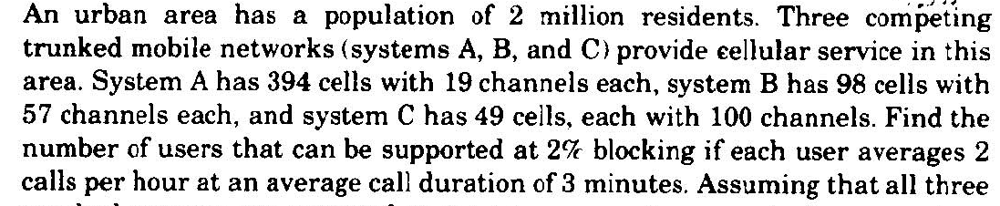 An urban area has a population of 2 million residents. Three competing
trunked mobile networks (systems A, B, and C) provide cellular service in this
area. System A has 394 cells with 19 channels each, system B has 98 cells with
57 channels each, and system C has 49 cells, each with 100 channels. Find the
number of users that can be supported at 2% blocking if each user averages 2
calls per hour at an average call duration of 3 minutes. Assuming that all three